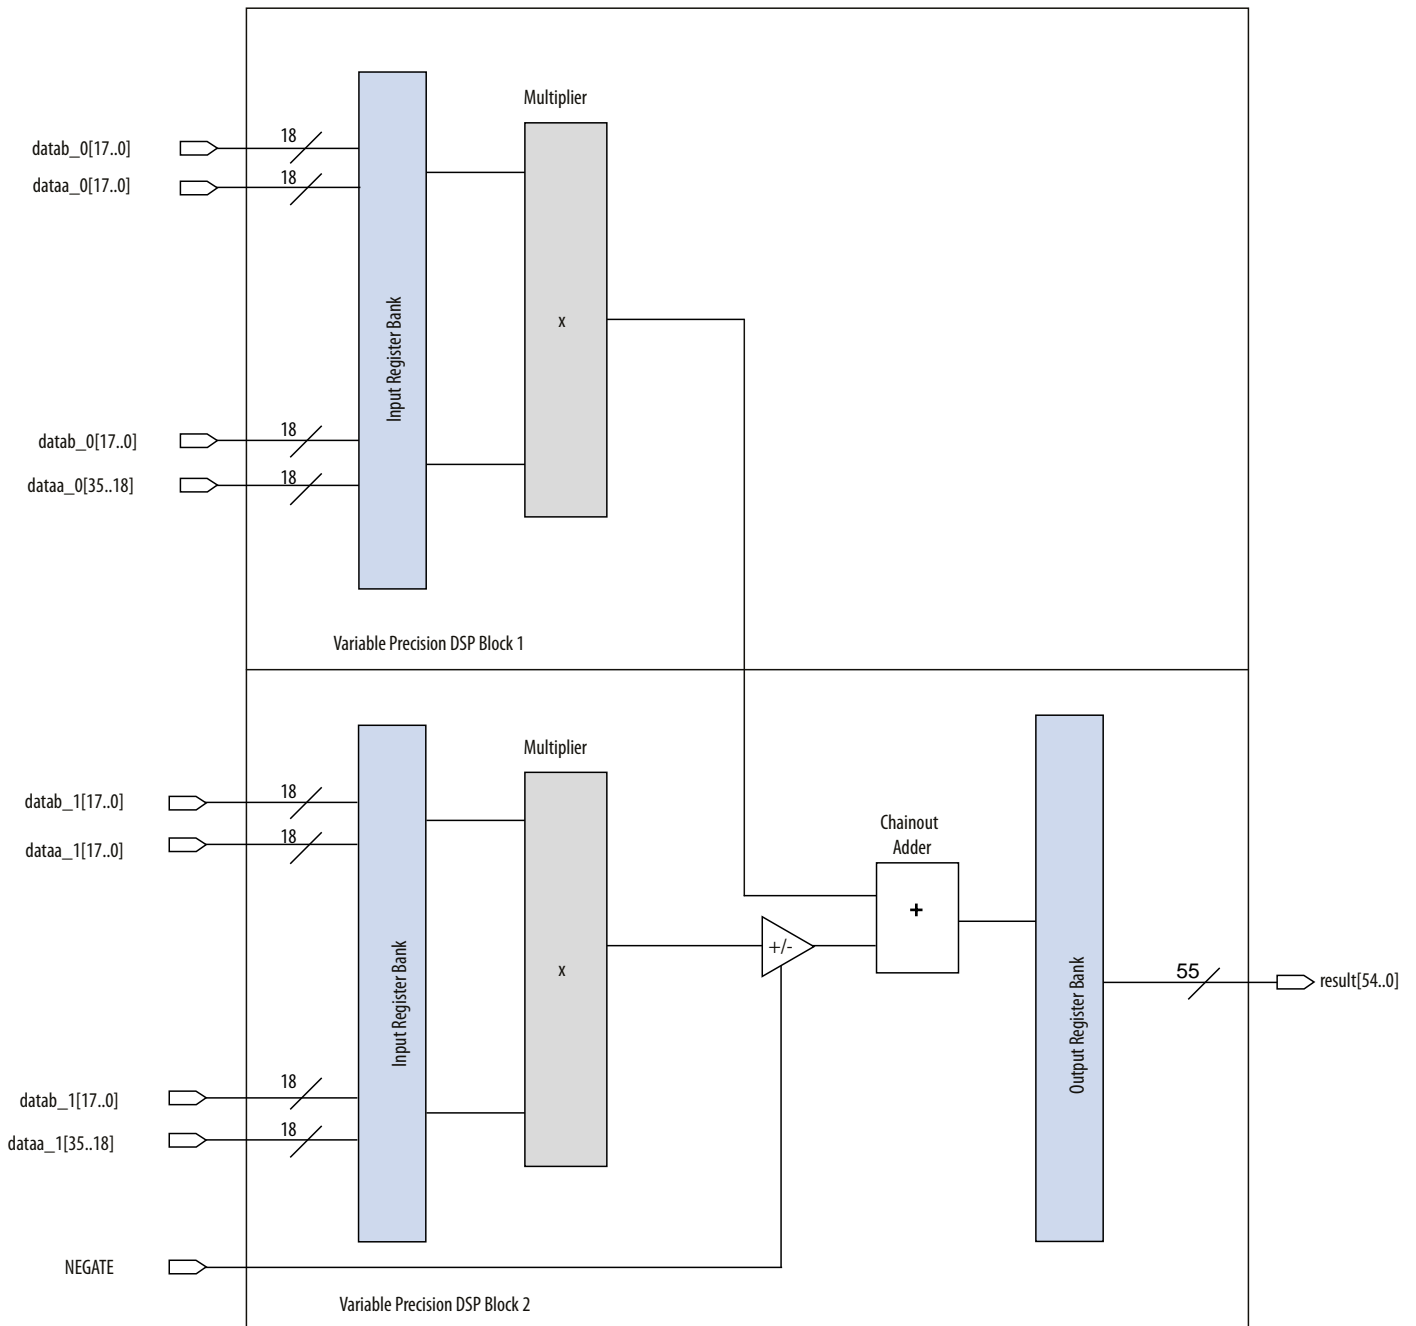 Multiplier
18
datab_0[17..0]
18
dataa_0[17..0]
Input Register Bank
x
18
datab_0[17..0]
18
dataa_0[35..18]
Variable Precision DSP Block 1
Multiplier
18
datab_1[17..0]
18
dataa_1[17..0]
Chainout
Adder
+
Input Register Bank
x
+/-
Output Register Bank
55
result[54..0]
18
datab_1[17..0]
18
dataa_1[35..18]
NEGATE
Variable Precision DSP Block 2